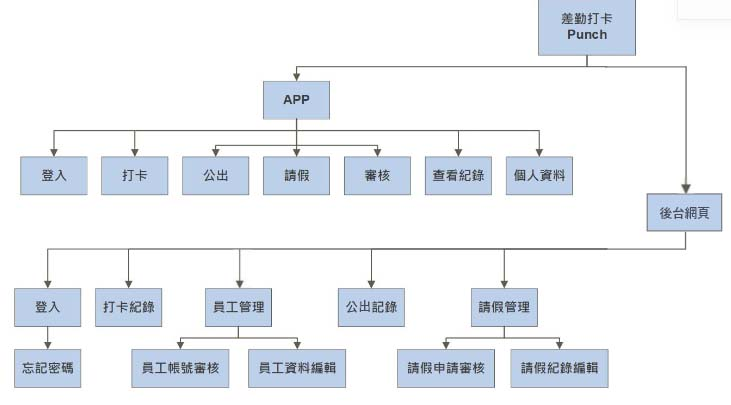 差勤打卡
Punch
APP
登入
打卡
公出
請假
審核
查看紀錄
個人資料
後台網頁
登入
打卡紀錄
員工管理
公出記錄
請假管理
忘記密碼
員工帳號審核
員工資料編輯
請假申請審核
請假紀錄編輯